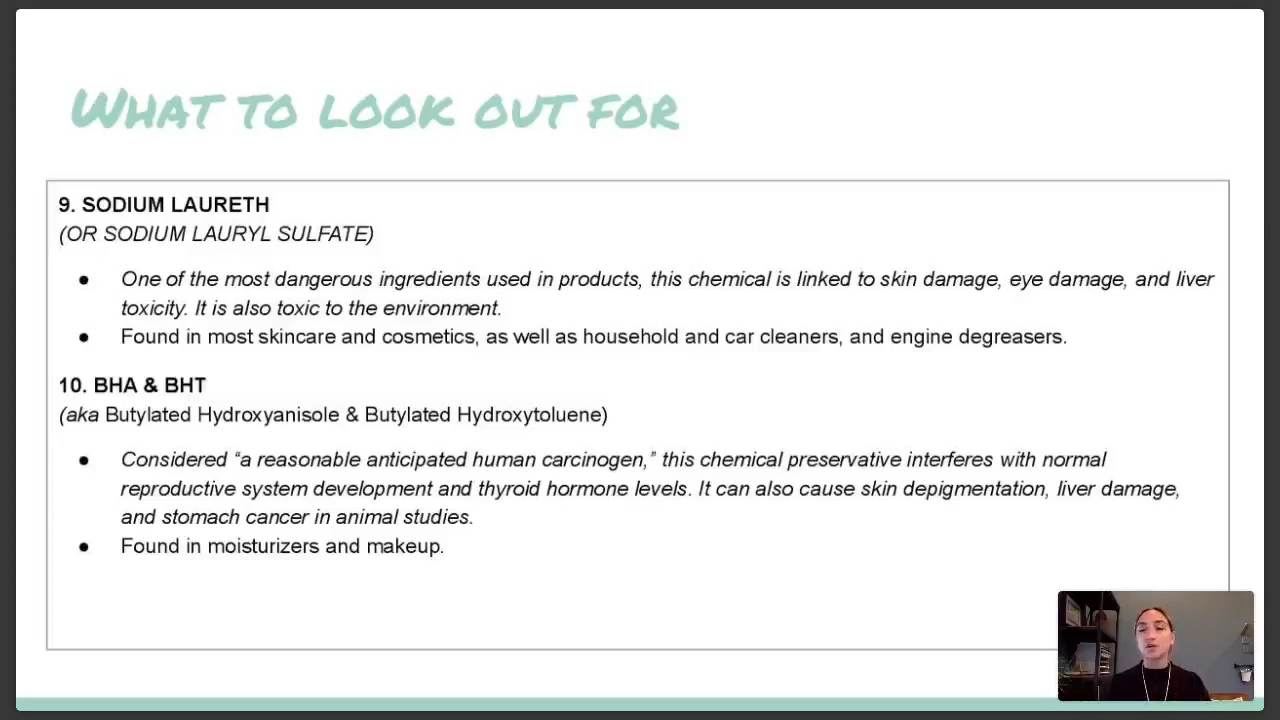 WHAT TO LOOK OUT FOR
9. SODIUM LAURETH
(OR SODIUM LAURYL SULFATE)
● One of the most dangerous ingredients used in products, this chemical is linked to skin damage, eye damage, and liver
toxicity. It is also toxic to the environment.
● Found in most skincare and cosmetics, as well as household and car cleaners, and engine degreasers.
10. BHA & BHT
(aka Butylated Hydroxyanisole & Butylated Hydroxytoluene)
● Considered “a reasonable anticipated human carcinogen,” this chemical preservative interferes with normal
reproductive system development and thyroid hormone levels. It can also cause skin depigmentation, liver damage,
and stomach cancer in animal studies.
● Found in moisturizers and makeup.